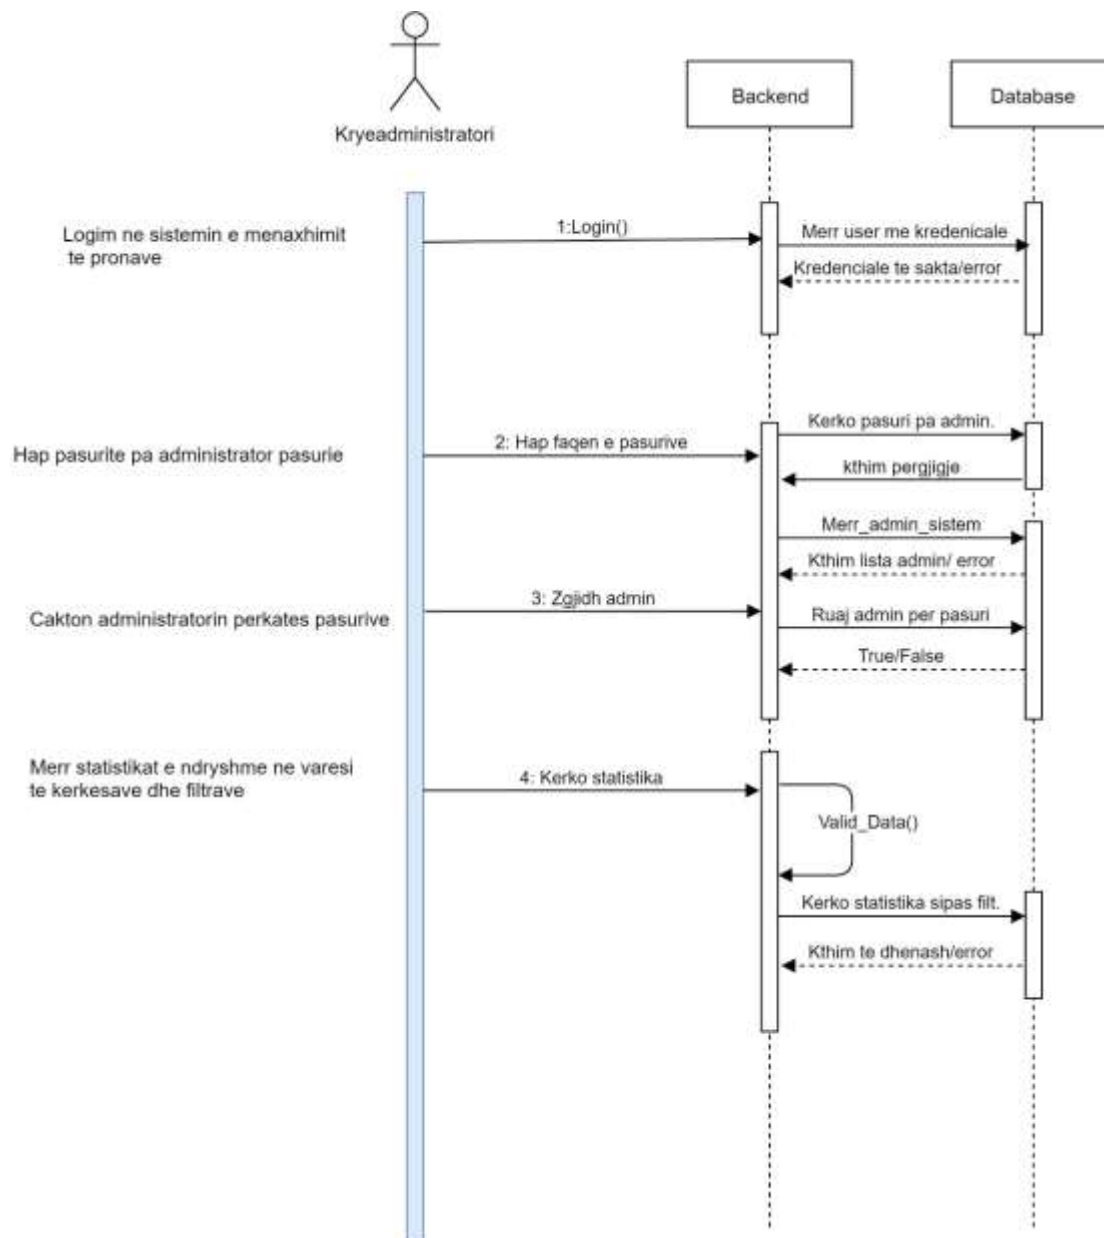 Kryeadministratori
Backend
Database
Logim ne sistemin e menaxhimit
te pronave
1:Login()
Merr user me kredenicale
Kredenciale te sakta/error
Hap pasurite pa administrator pasurie
2: Hap faqen e pasurive
Kerko pasuri pa admin.
kthim pergjigje
Merr_admin_sistem
Kthim lista admin/ error
Cakton administratorin perkates pasurive
3: Zgjidh admin
Ruaj admin per pasuri
True/False
Merr statistikat e ndryshme ne varesi
te kerkesave dhe filtrave
4: Kerko statistika
Valid_Data()
Kerko statistika sipas filt.
Kthim te dhenash/error